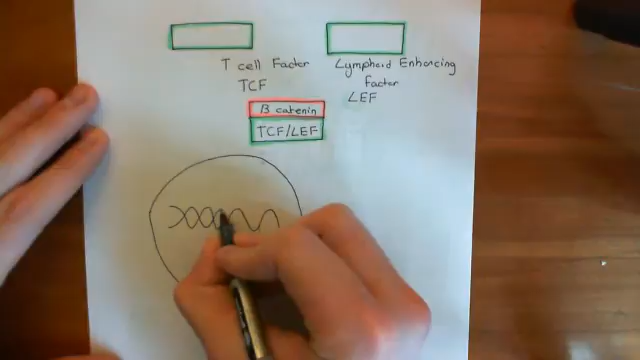 T cell Factor
TCF
Lymphoid Enhancing
Factor
LEF
β catenin
TCF/LEF